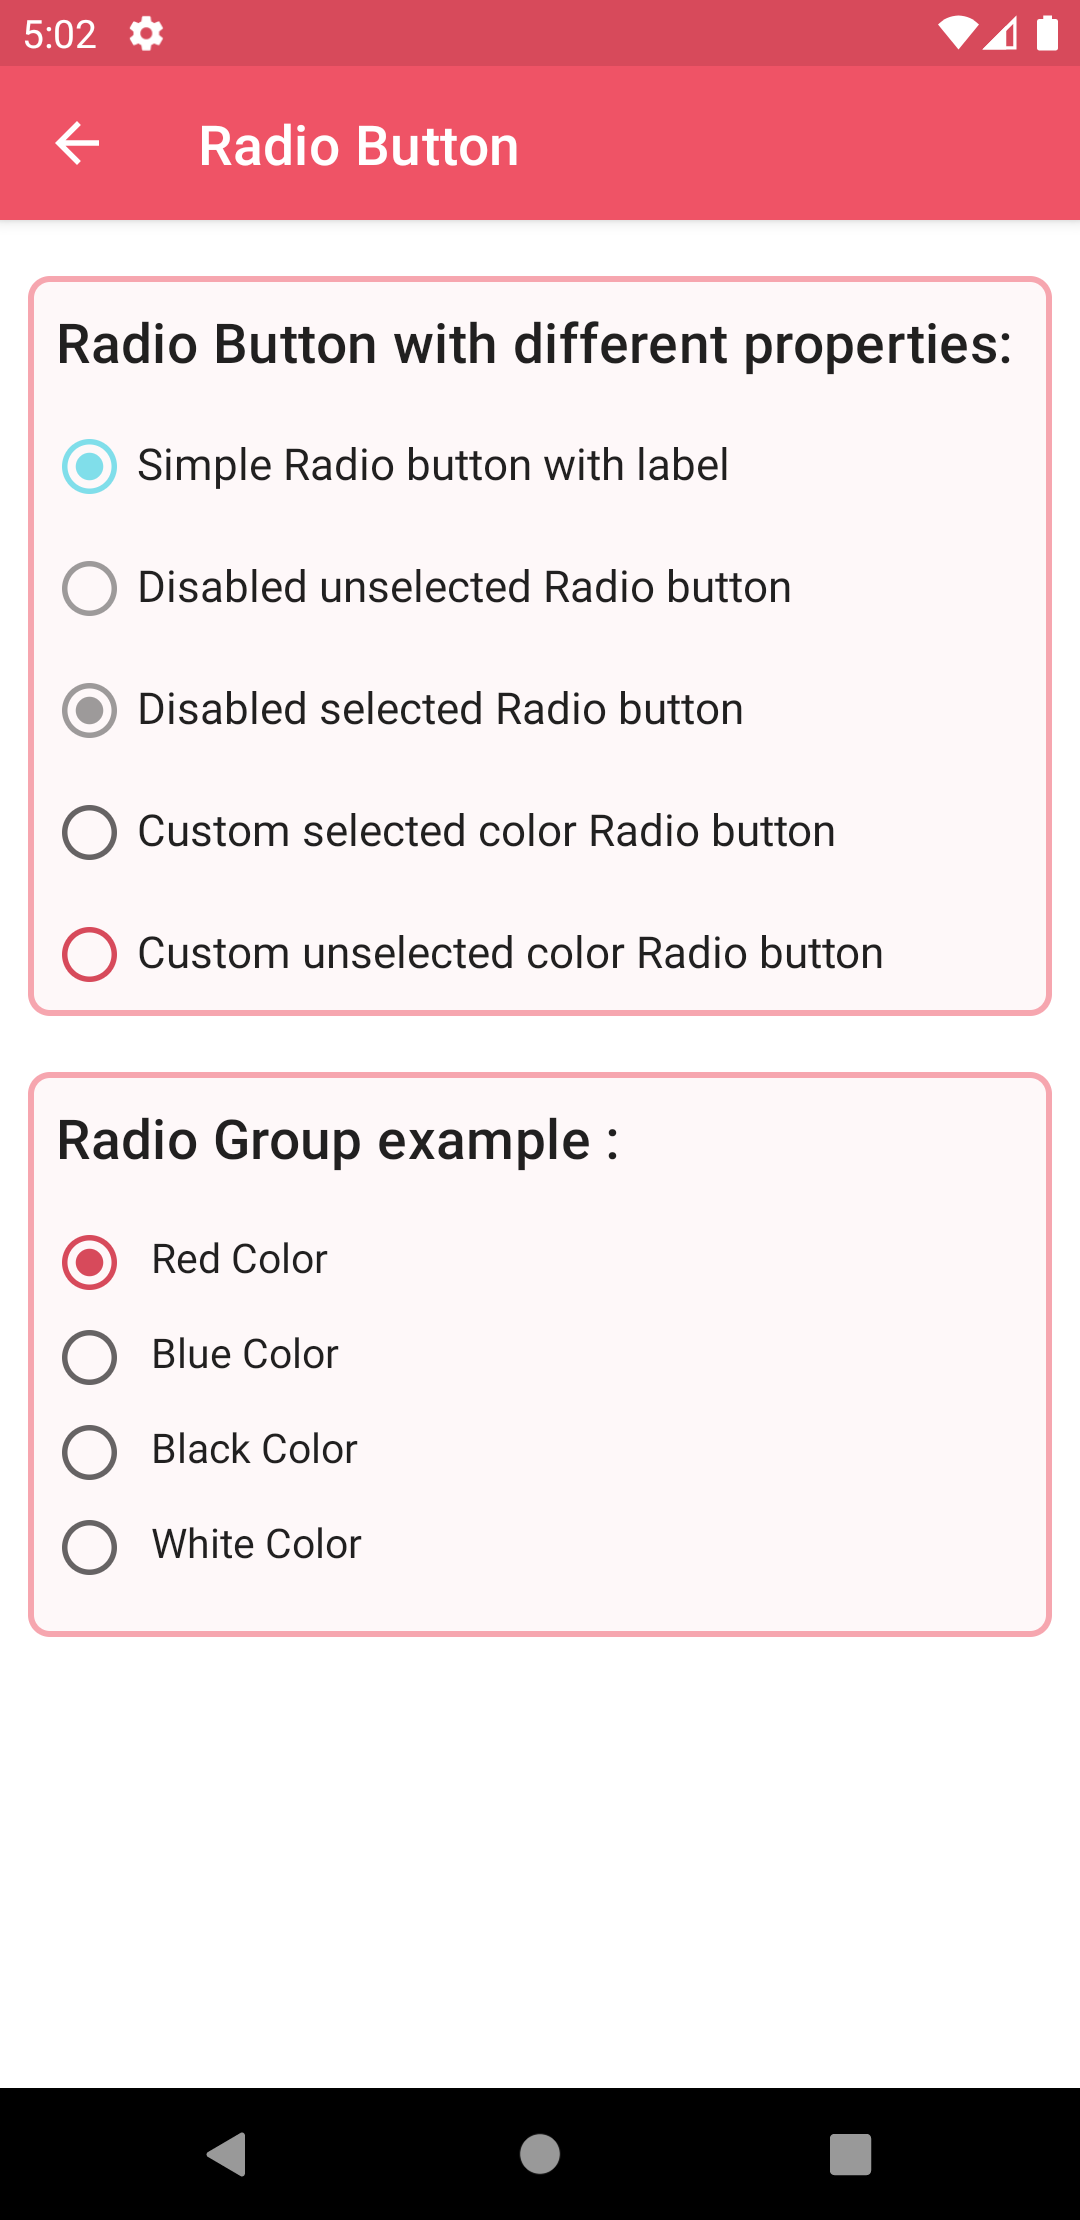 5:02
Radio Button
Radio Button with different properties:
Simple Radio button with label
Disabled unselected Radio button
Disabled selected Radio button
Custom selected color Radio button
Custom unselected color Radio button
Radio Group example :
Red Color
Blue Color
Black Color
White Color